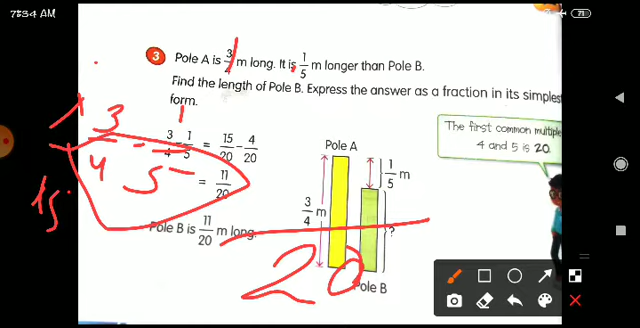 7:34 AM
71
3 Pole A is 3/4 m long. It is 1/5 m longer than Pole B.
Find the length of Pole B. Express the answer as a fraction in its simples
form.
3/4 - 1/5 = 15/20 - 4/20
= 11/20
Pole B is 11/20 m long.
Pole A
1/5 m
3/4 m
?
Pole B
The first common multiple
4 and 5 is 20.
3
4
-
1
5
15
20